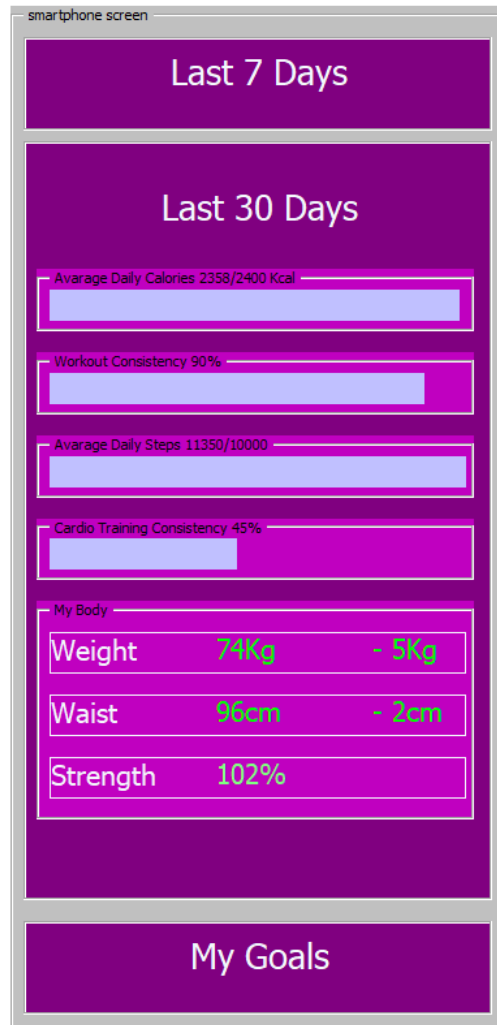 smartphone screen
Last 7 Days
Last 30 Days
Avarage Daily Calories 2358/2400 Kcal
Workout Consistency 90%
Avarage Daily Steps 11350/10000
Cardio Training Consistency 45%
My Body
Weight 74Kg - 5Kg
Waist 96cm - 2cm
Strength 102%
My Goals